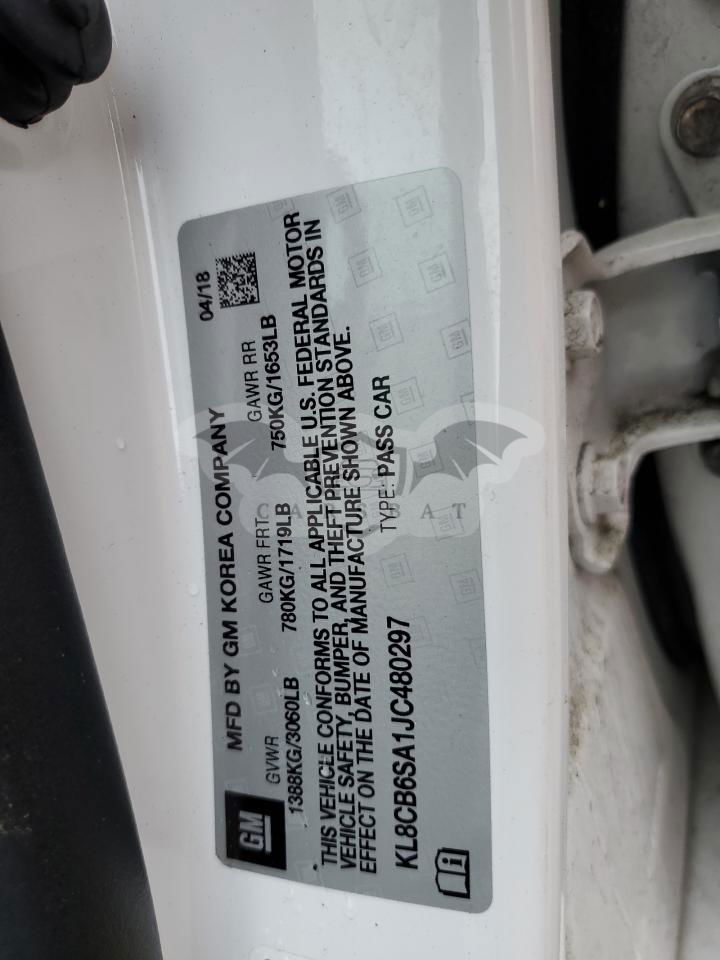 GM
MFD BY GM KOREA COMPANY
04/18
GVWR GAWR FRT. GAWR RR
1388KG/3060LB 780KG/1719LB 750KG/1653LB
THIS VEHICLE CONFORMS TO ALL APPLICABLE U.S. FEDERAL MOTOR
VEHICLE SAFETY, BUMPER, AND THEFT PREVENTION STANDARDS IN
EFFECT ON THE DATE OF MANUFACTURE SHOWN ABOVE.
KL8CB6SA1JC480297
TYPE: PASS CAR